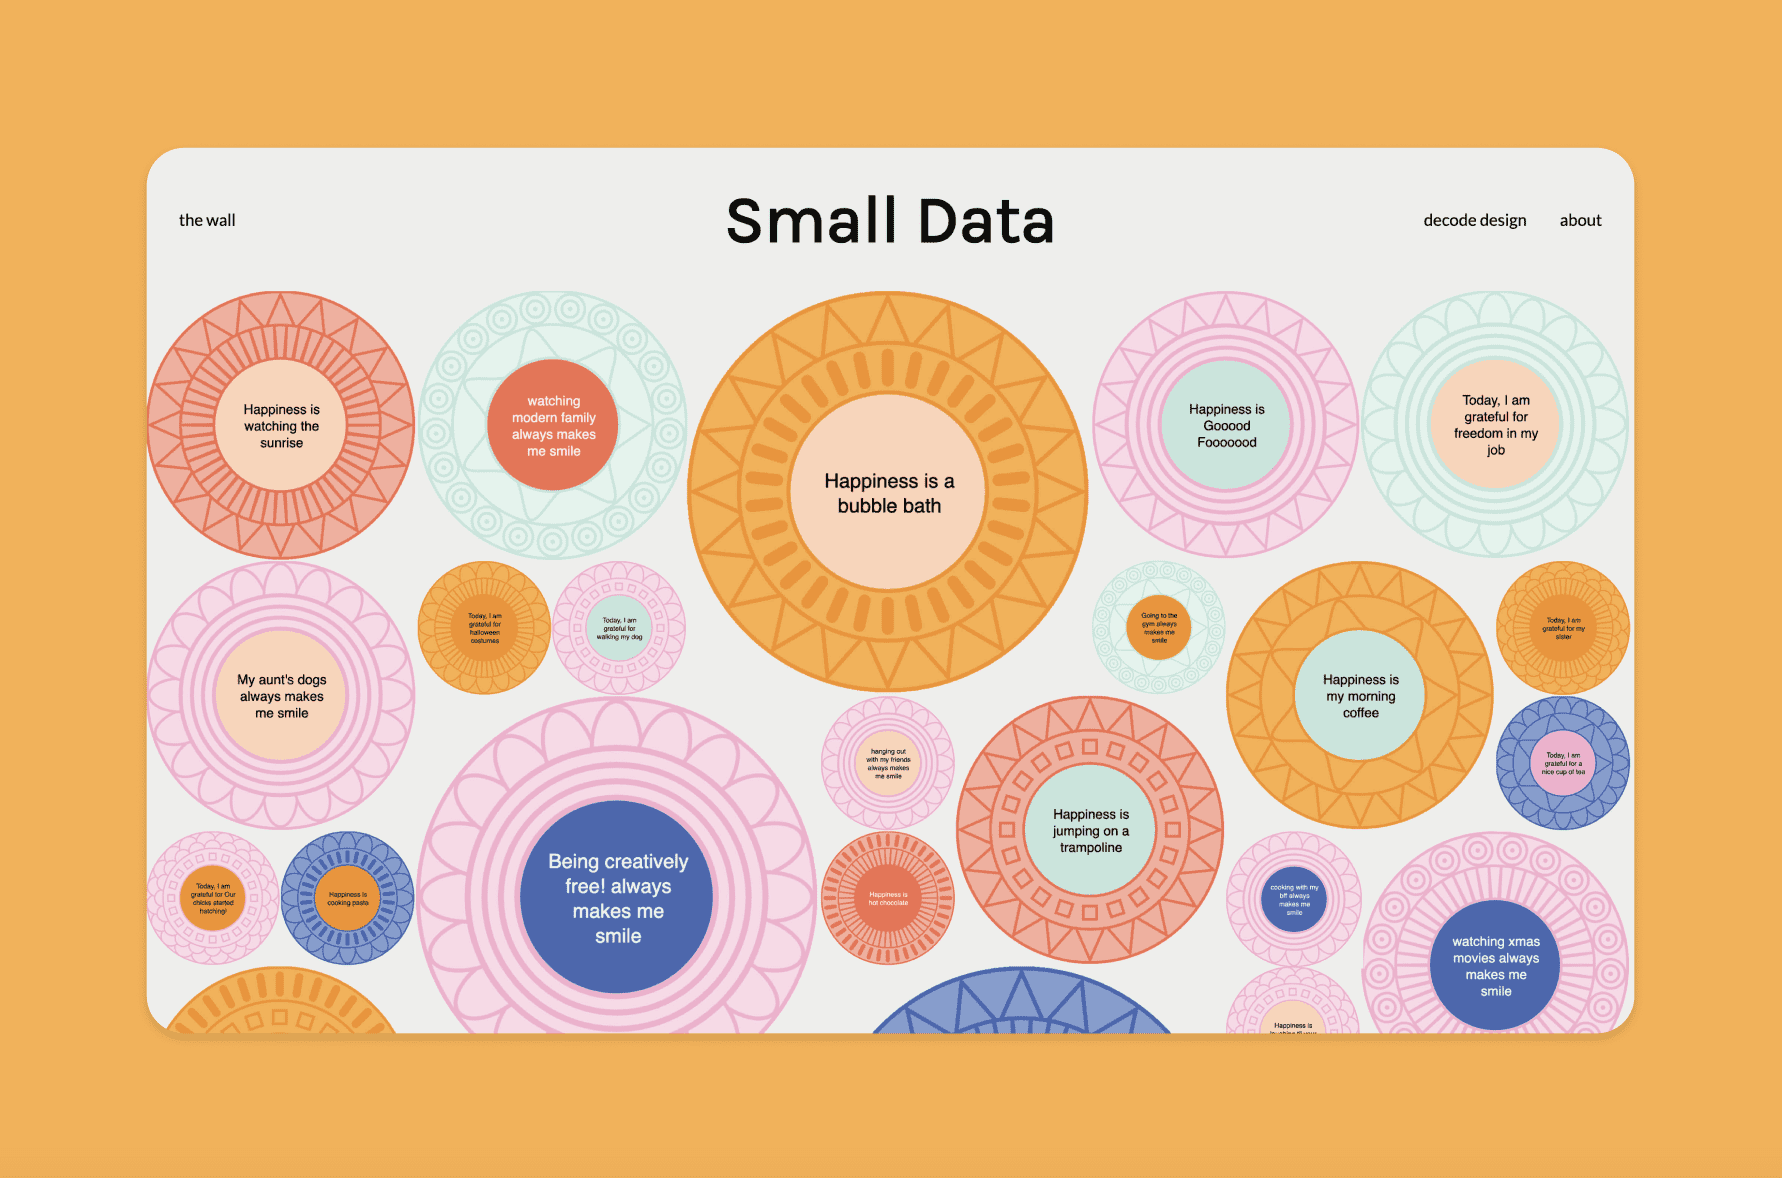 the wall
Small Data
decode design
about
Happiness is
watching the
sunrise
watching
modern family
always makes
me smile
Happiness is a
bubble bath
Happiness is
Gooood
Fooooood
Today, I am
grateful for
freedom in my
job
My aunt's dogs
always makes
me smile
Today, I am
grateful for
halloween
costumes
Today, I am
grateful for
walking my dog
Going to the
gym always
makes me
smile
Happiness is
my morning
coffee
Today, I am
grateful for my
sister
Being creatively
free! always
makes me
smile
hanging out
with my friends
always makes
me smile
Happiness is
jumping on a
trampoline
Today, I am
grateful for a
nice cup of tea
Today, I am
grateful for Our
chicks started
hatching!
Happiness is
cooking pasta
Happiness is
hot chocolate
cooking with my
bff always
makes me
smile
watching xmas
movies always
makes me
smile
Happiness is